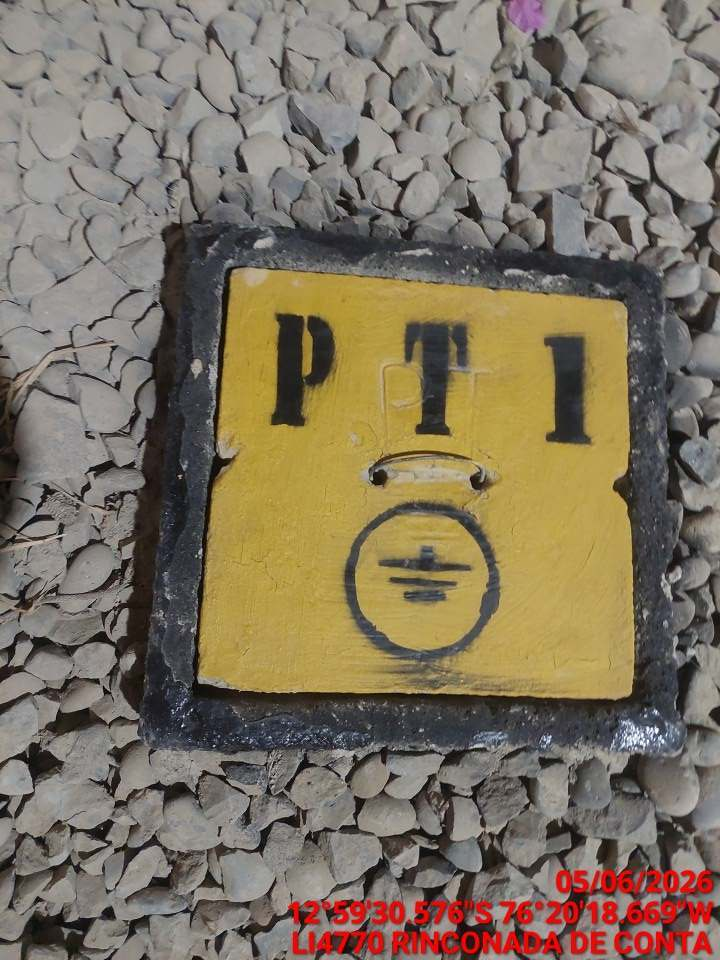 PT1
05/06/2026
12°59'30.576"S 76°20'18.669"W
LI4770 RINCONADA DE CONTA